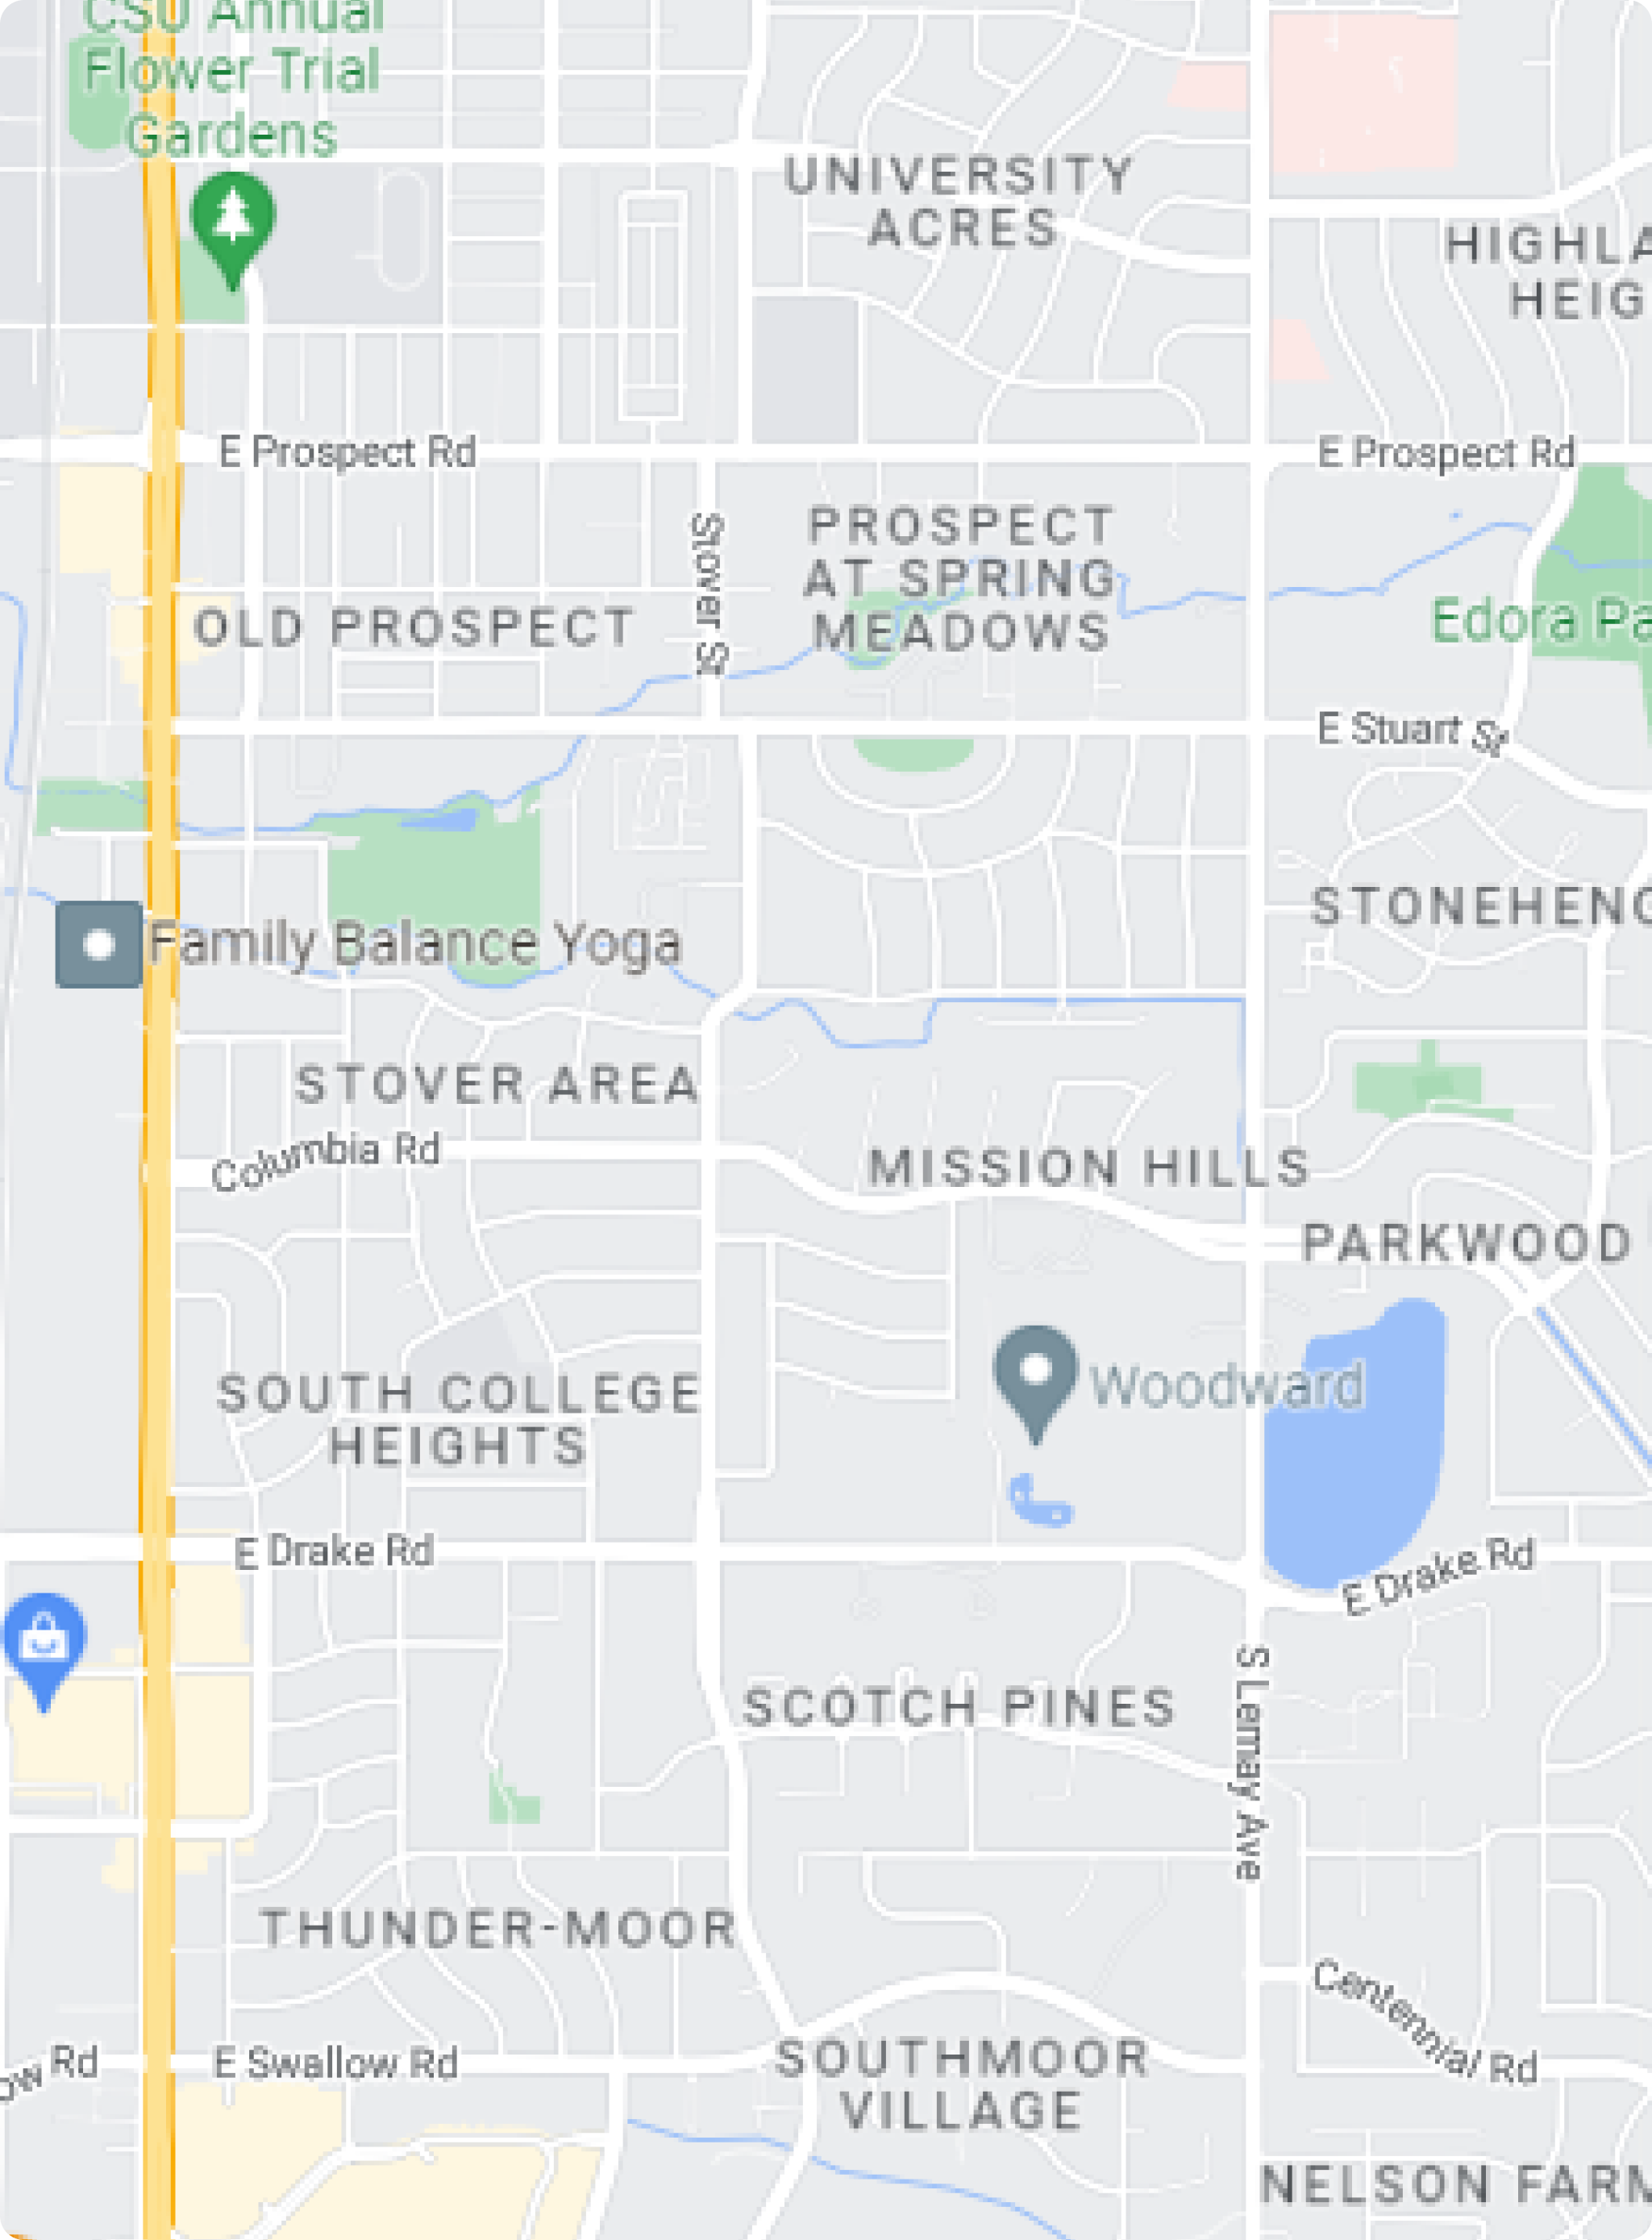 CSU Annual
Flower Trial
Gardens
UNIVERSITY
ACRES
HIGHLA
HEIG
E Prospect Rd
E Prospect Rd
Stover St
PROSPECT
AT SPRING
MEADOWS
OLD PROSPECT
Edora Pa
E Stuart St
STONEHENG
Family Balance Yoga
STOVER AREA
Columbia Rd
MISSION HILLS
PARKWOOD
Woodward
SOUTH COLLEGE
HEIGHTS
E Drake Rd
E Drake Rd
S Lemay Ave
SCOTCH PINES
THUNDER-MOOR
Centennial Rd
ow Rd
E Swallow Rd
SOUTHMOOR
VILLAGE
NELSON FARM